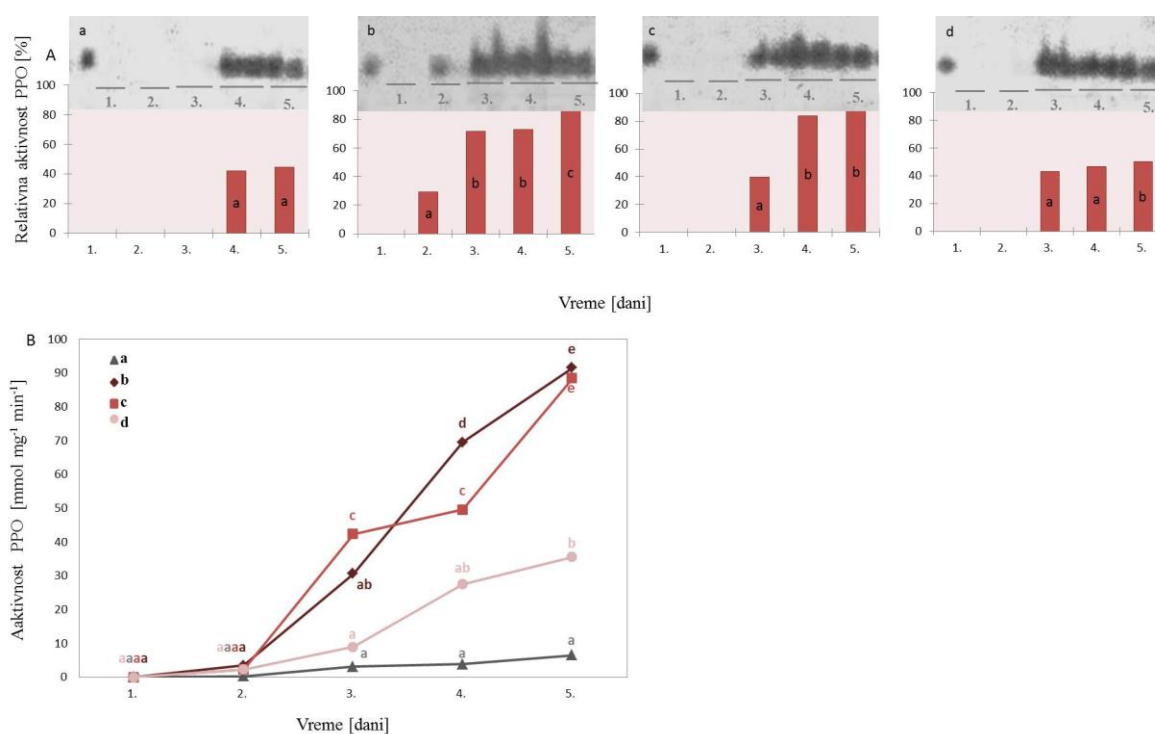 A
Relativna aktivnost PPO [%]
a
1. 2. 3. 4. 5.
100
80
60
40
20
0
a a
1. 2. 3. 4. 5.
b
1. 2. 3. 4. 5.
100
80
60
40
20
0
a b b c
1. 2. 3. 4. 5.
c
1. 2. 3. 4. 5.
100
80
60
40
20
0
a b b
1. 2. 3. 4. 5.
d
1. 2. 3. 4. 5.
100
80
60
40
20
0
a a b
1. 2. 3. 4. 5.
Vreme [dani]
B
Aaktivnost PPO [mmol mg⁻¹ min⁻¹]
100
90
80
70
60
50
40
30
20
10
0
a
b
c
d
aaaa
aaaa
c
ab
a
a
d
c
ab
a
e
e
b
a
1. 2. 3. 4. 5.
Vreme [dani]